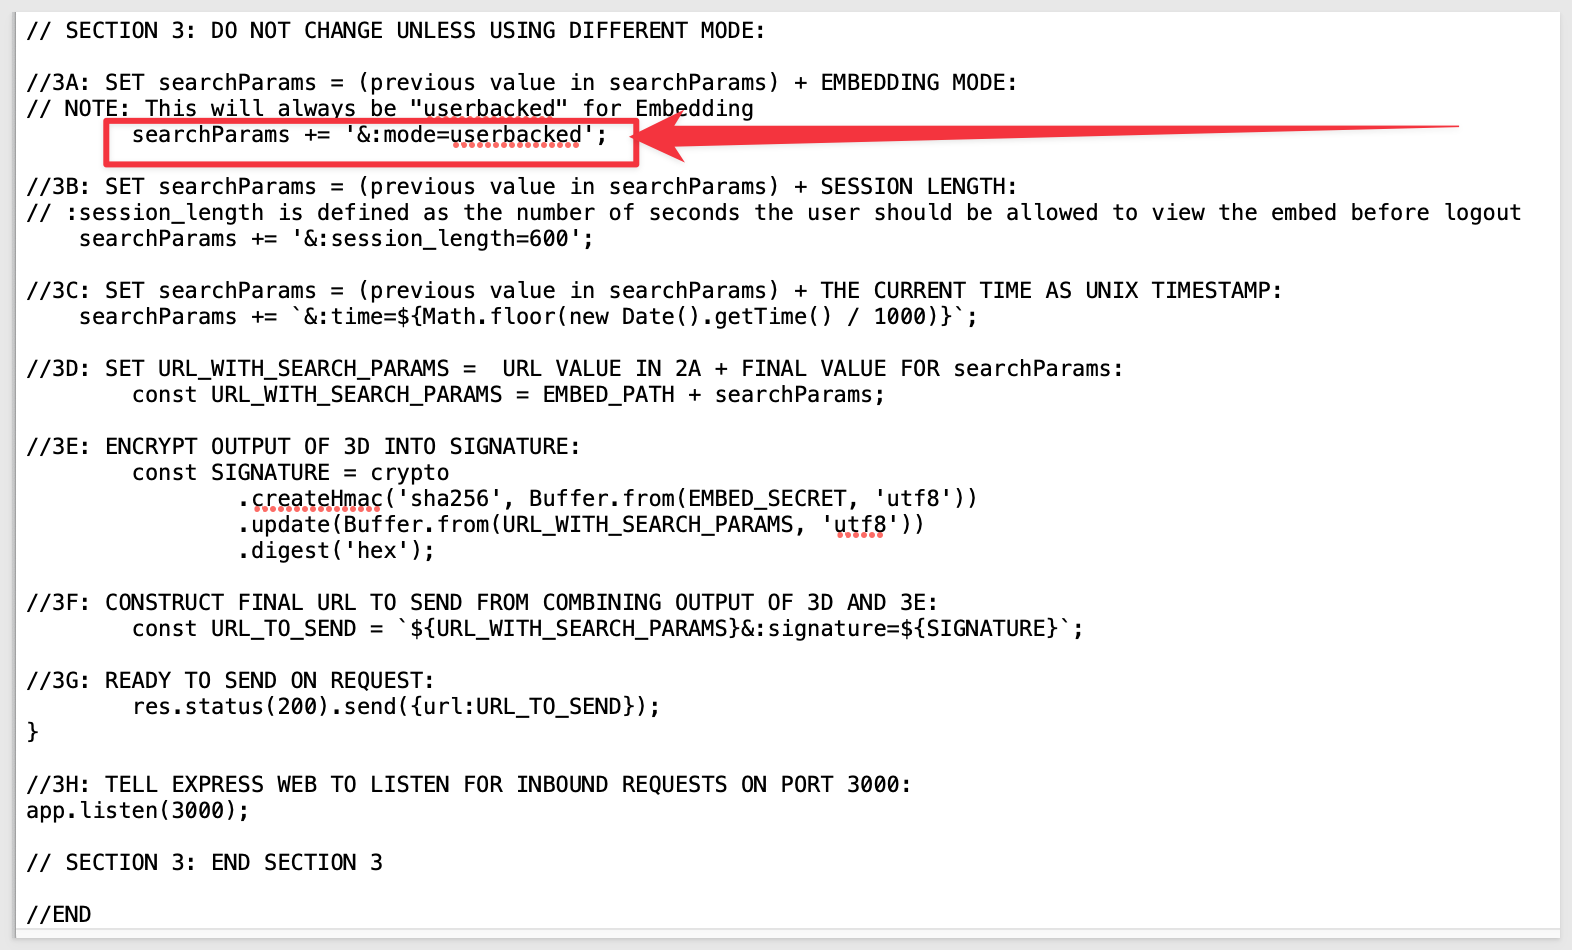 // SECTION 3: DO NOT CHANGE UNLESS USING DIFFERENT MODE:
//3A: SET searchParams = (previous value in searchParams) + EMBEDDING MODE:
// NOTE: This will always be "userbacked" for Embedding
searchParams += '&:mode=userbacked';
//3B: SET searchParams = (previous value in searchParams) + SESSION LENGTH:
// :session_length is defined as the number of seconds the user should be allowed to view the embed before logout
searchParams += '&:session_length=600';
//3C: SET searchParams = (previous value in searchParams) + THE CURRENT TIME AS UNIX TIMESTAMP:
searchParams += `&:time=${Math.floor(new Date().getTime() / 1000)}`;
//3D: SET URL_WITH_SEARCH_PARAMS =  URL VALUE IN 2A + FINAL VALUE FOR searchParams:
const URL_WITH_SEARCH_PARAMS = EMBED_PATH + searchParams;
//3E: ENCRYPT OUTPUT OF 3D INTO SIGNATURE:
const SIGNATURE = crypto
.createHmac('sha256', Buffer.from(EMBED_SECRET, 'utf8'))
.update(Buffer.from(URL_WITH_SEARCH_PARAMS, 'utf8'))
.digest('hex');
//3F: CONSTRUCT FINAL URL TO SEND FROM COMBINING OUTPUT OF 3D AND 3E:
const URL_TO_SEND = `${URL_WITH_SEARCH_PARAMS}&:signature=${SIGNATURE}`;
//3G: READY TO SEND ON REQUEST:
res.status(200).send({url:URL_TO_SEND});
}
//3H: TELL EXPRESS WEB TO LISTEN FOR INBOUND REQUESTS ON PORT 3000:
app.listen(3000);
// SECTION 3: END SECTION 3
//END